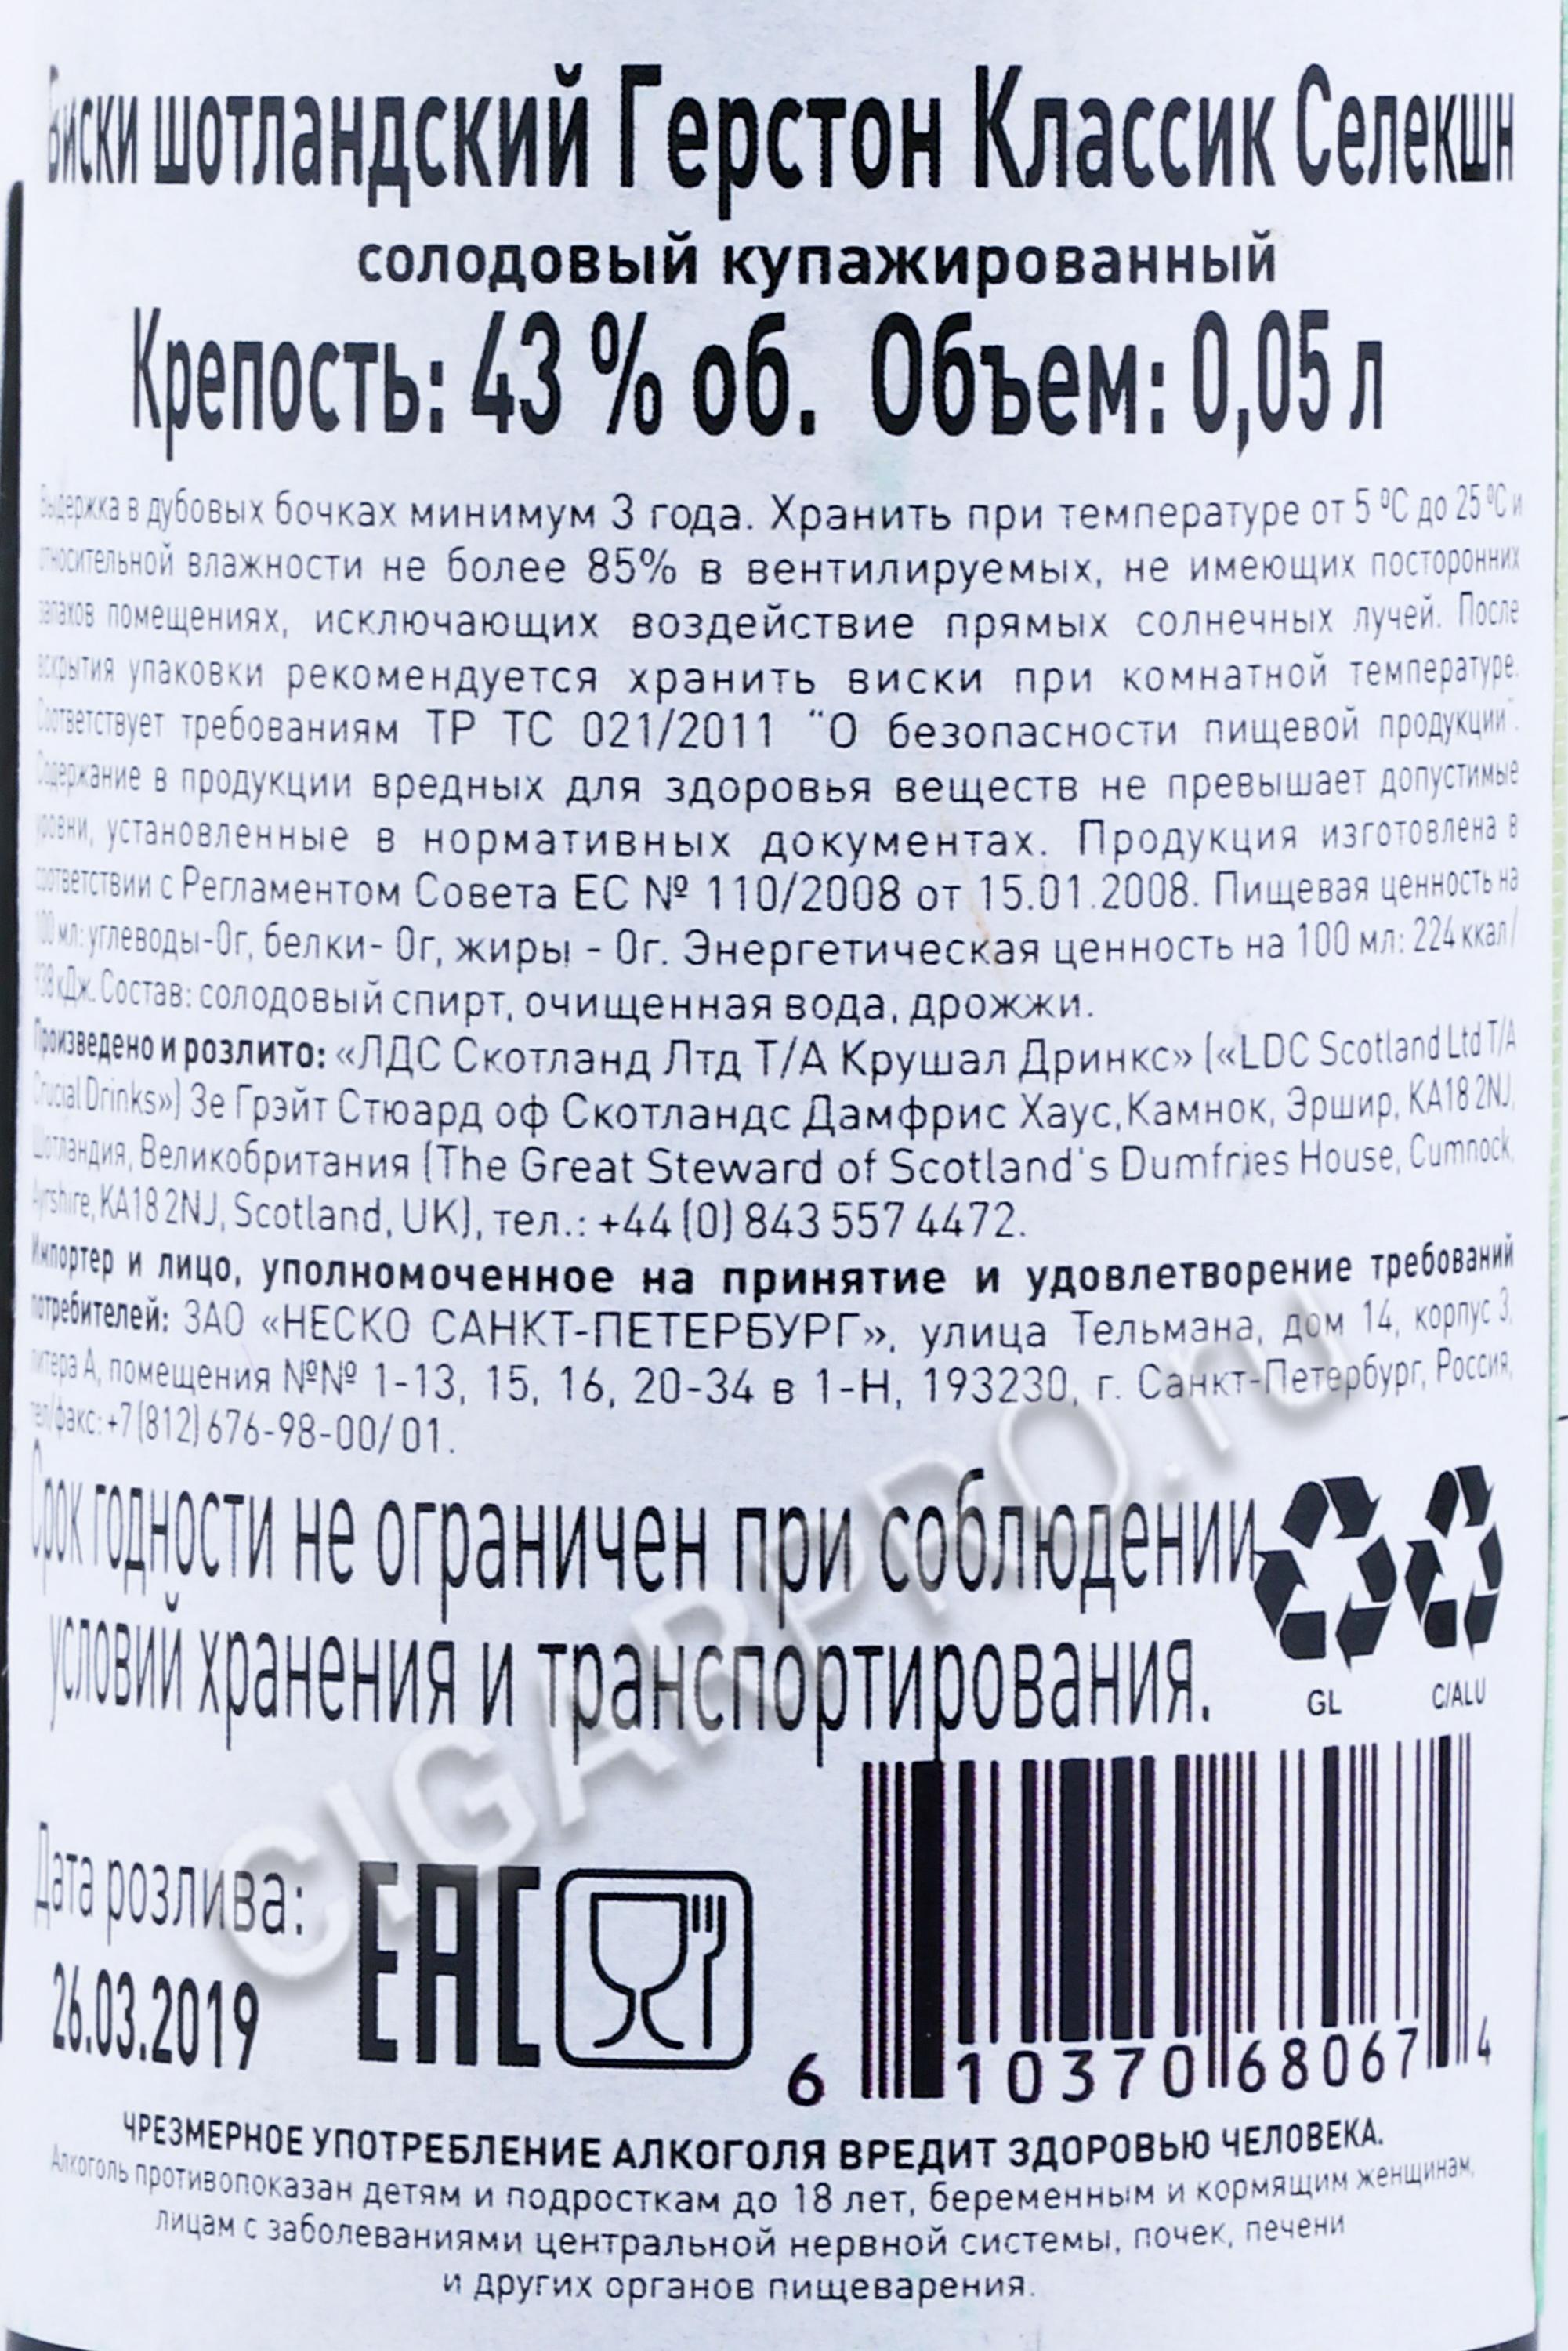 Виски шотландский Герстон Классик Селекшн
солодовый купажированный
Крепость: 43 % об. Объем: 0,05 л
Выдержка в дубовых бочках минимум 3 года. Хранить при температуре от 5 ºС до 25 ºС и
относительной влажности не более 85% в вентилируемых, не имеющих посторонних
запахов помещениях, исключающих воздействие прямых солнечных лучей. После
вскрытия упаковки рекомендуется хранить виски при комнатной температуре.
Соответствует требованиям ТР ТС 021/2011 "О безопасности пищевой продукции".
Содержание в продукции вредных для здоровья веществ не превышает допустимые
уровни, установленные в нормативных документах. Продукция изготовлена в
соответствии с Регламентом Совета ЕС № 110/2008 от 15.01.2008. Пищевая ценность на
100 мл: углеводы-0г, белки- 0г, жиры - 0г. Энергетическая ценность на 100 мл: 224 ккал/
938 кДж. Состав: солодовый спирт, очищенная вода, дрожжи.
Произведено и розлито: «ЛДС Скотланд Лтд Т/А Крушал Дринкс» («LDC Scotland Ltd T/A
Crucial Drinks») Зе Грэйт Стюард оф Скотландс Дамфрис Хаус, Камнок, Эршир, KA18 2NJ,
Шотландия, Великобритания (The Great Steward of Scotland's Dumfries House, Cumnock,
Ayrshire, KA18 2NJ, Scotland, UK), тел.: +44 (0) 843 557 4472.
Импортер и лицо, уполномоченное на принятие и удовлетворение требований
потребителей: ЗАО «НЕСКО САНКТ-ПЕТЕРБУРГ», улица Тельмана, дом 14, корпус 3,
литера А, помещения №№ 1-13, 15, 16, 20-34 в 1-Н, 193230, г. Санкт-Петербург, Россия,
тел/факс: +7 (812) 676-98-00/ 01.
Срок годности не ограничен при соблюдении
условий хранения и транспортирования.
GL C/ALU
Дата розлива:
26.03.2019
ЕАС
6 10370 68067 4
ЧРЕЗМЕРНОЕ УПОТРЕБЛЕНИЕ АЛКОГОЛЯ ВРЕДИТ ЗДОРОВЬЮ ЧЕЛОВЕКА.
Алкоголь противопоказан детям и подросткам до 18 лет, беременным и кормящим женщинам,
лицам с заболеваниями центральной нервной системы, почек, печени
и других органов пищеварения.
CIGARPRO.ru